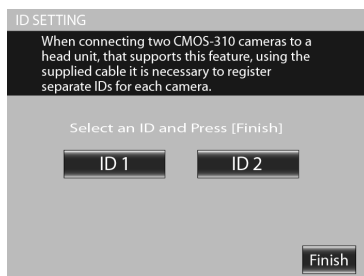 ID SETTING
When connecting two CMOS-310 cameras to a
head unit, that supports this feature, using the
supplied cable it is necessary to register
separate IDs for each camera.
Select an ID and Press [Finish]
ID 1 ID 2
Finish